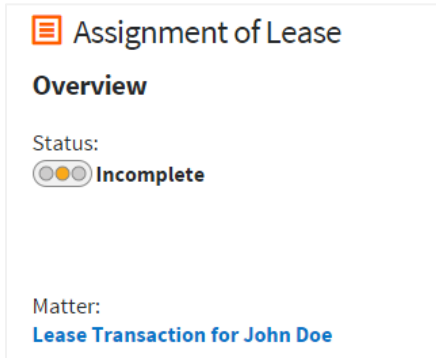 Assignment of Lease
Overview
Status:
Incomplete
Matter:
Lease Transaction for John Doe